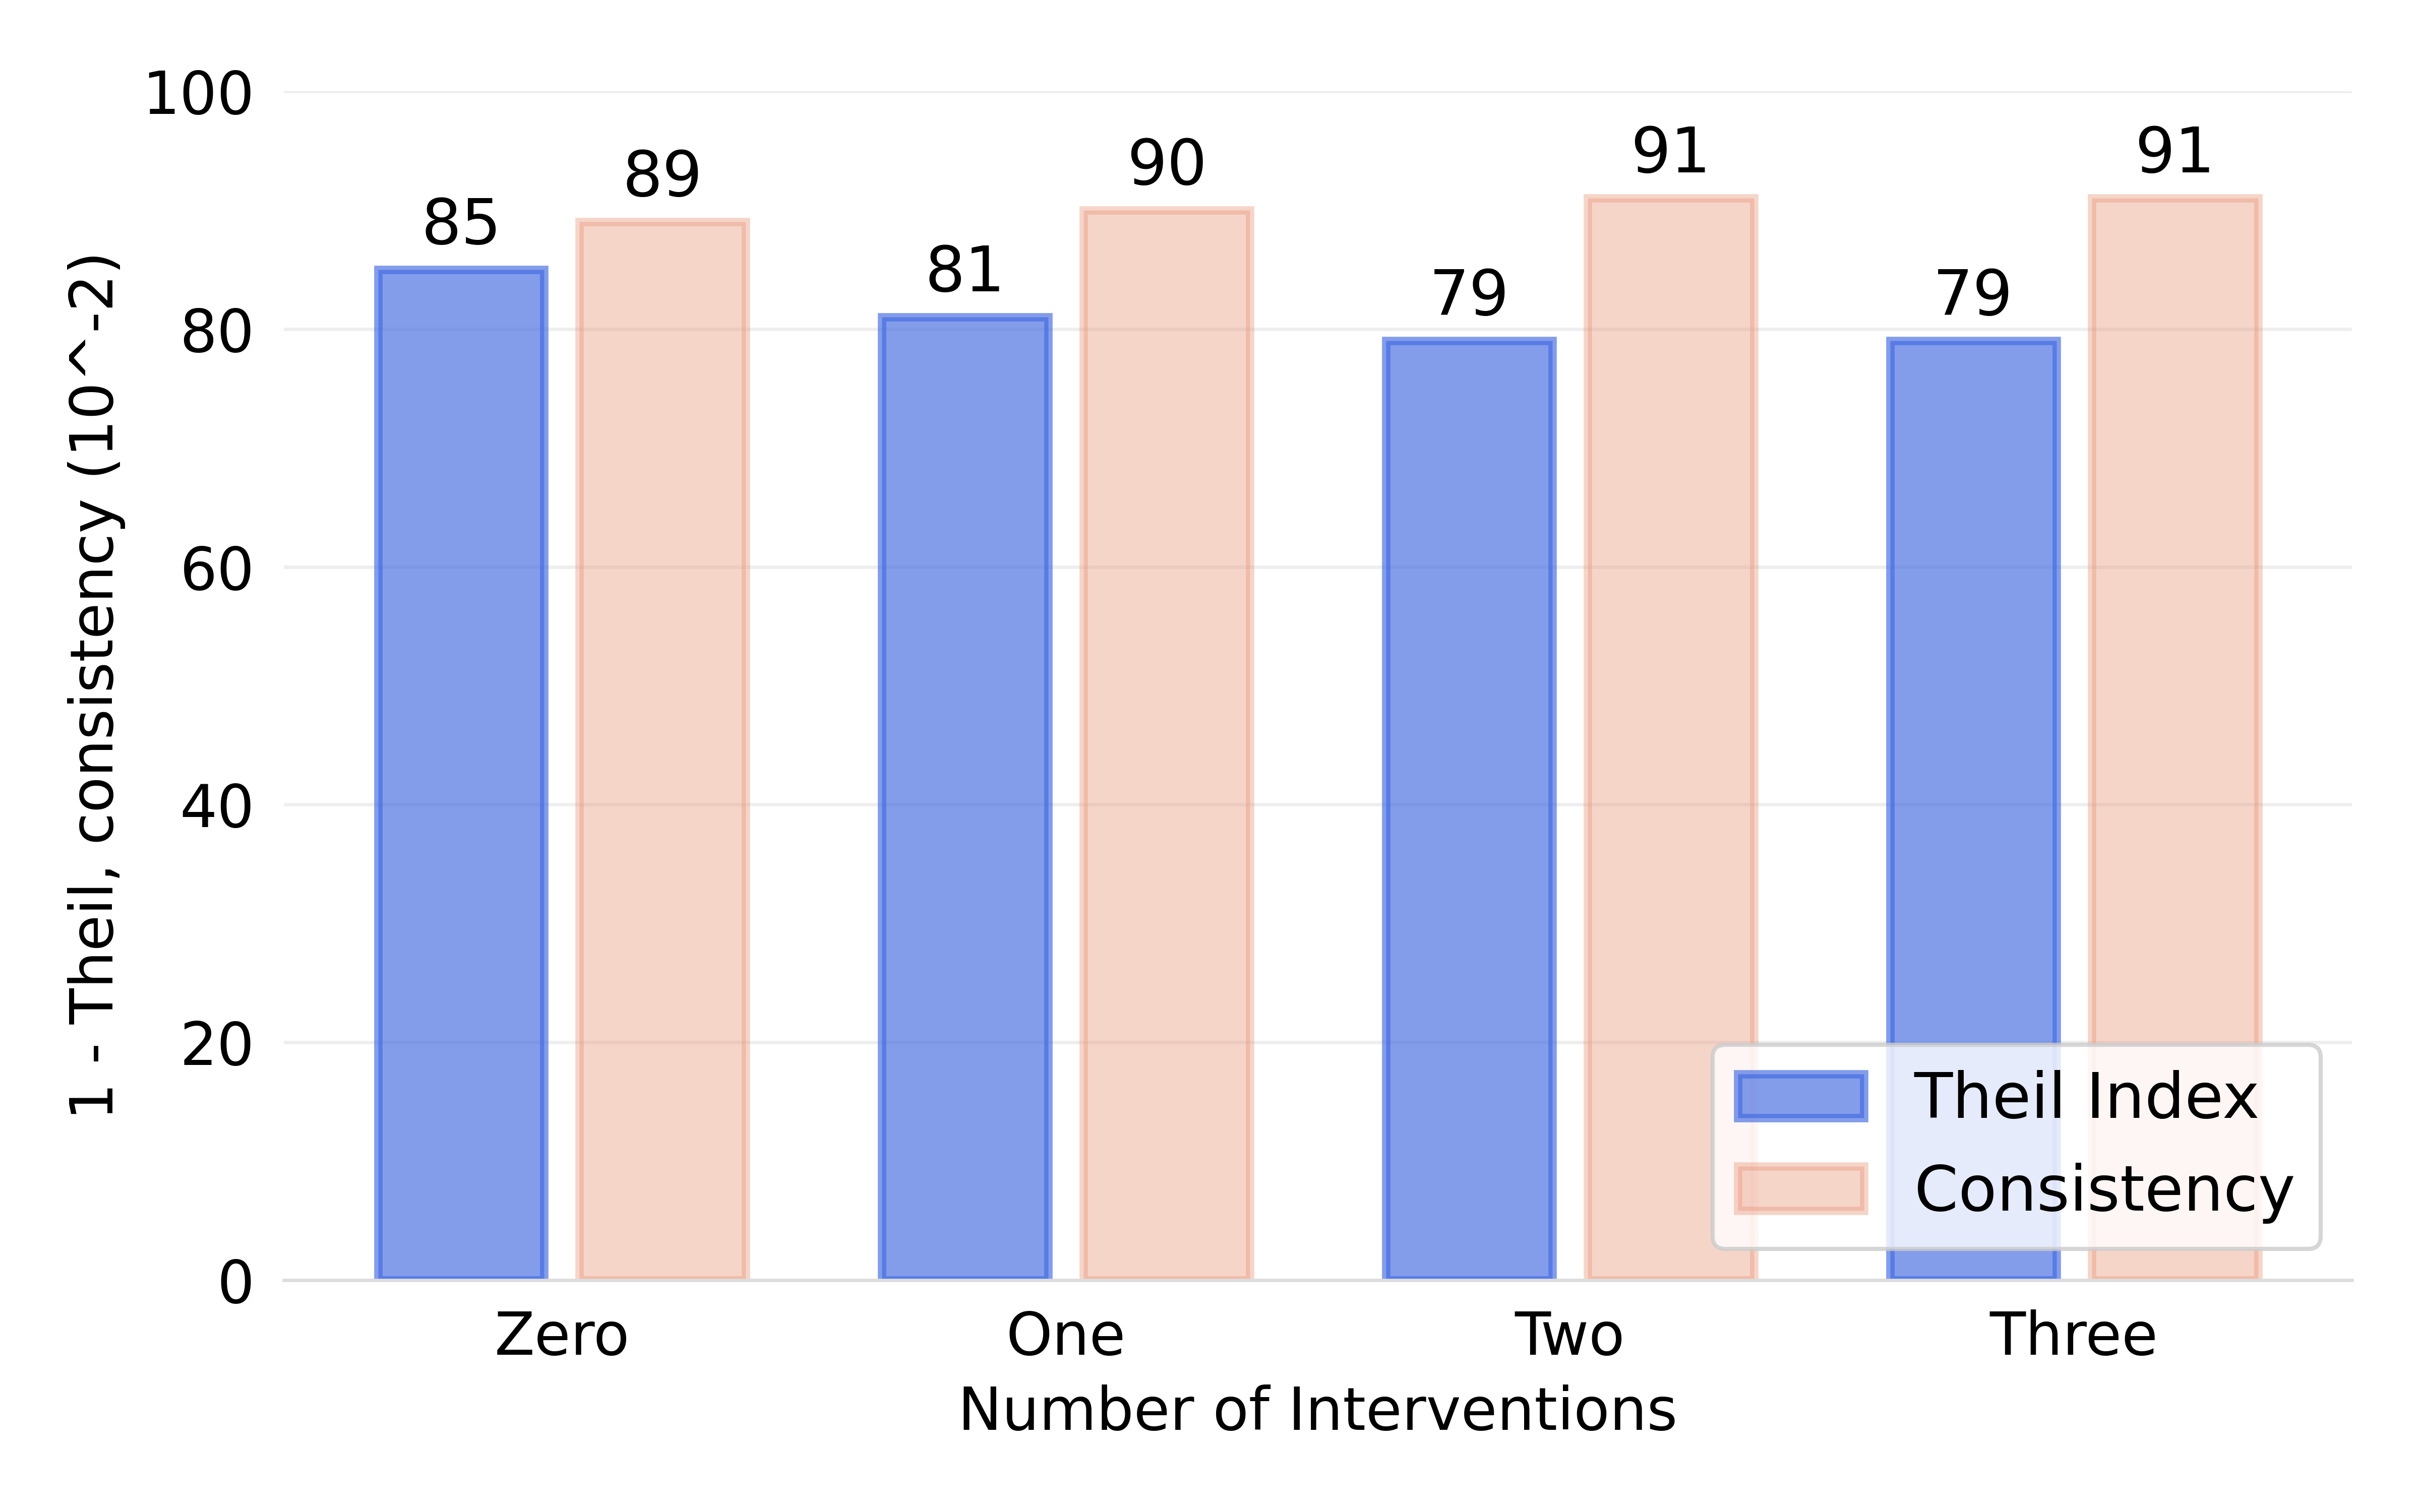 1 - Theil, consistency (10^-2)
100
80
60
40
20
0
85
89
81
90
79
91
79
91
Theil Index
Consistency
Zero
One
Two
Three
Number of Interventions